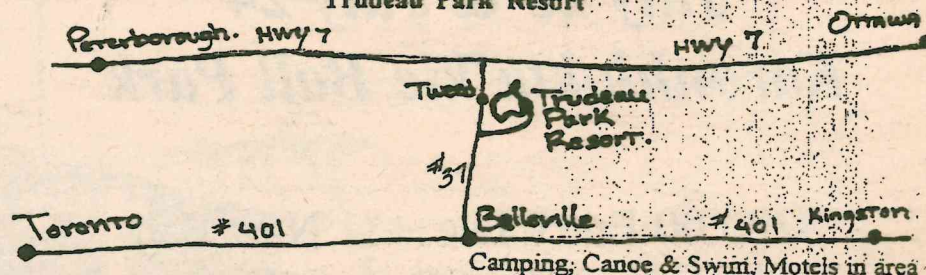 Trudeau Park Resort
Peterborough. HWY 7
HWY 7
Ottawa
Tweed
Trudeau
Park
Resort.
#37
Toronto
#401
Belleville
#401
Kingston
Camping, Canoe & Swim, Motels in area